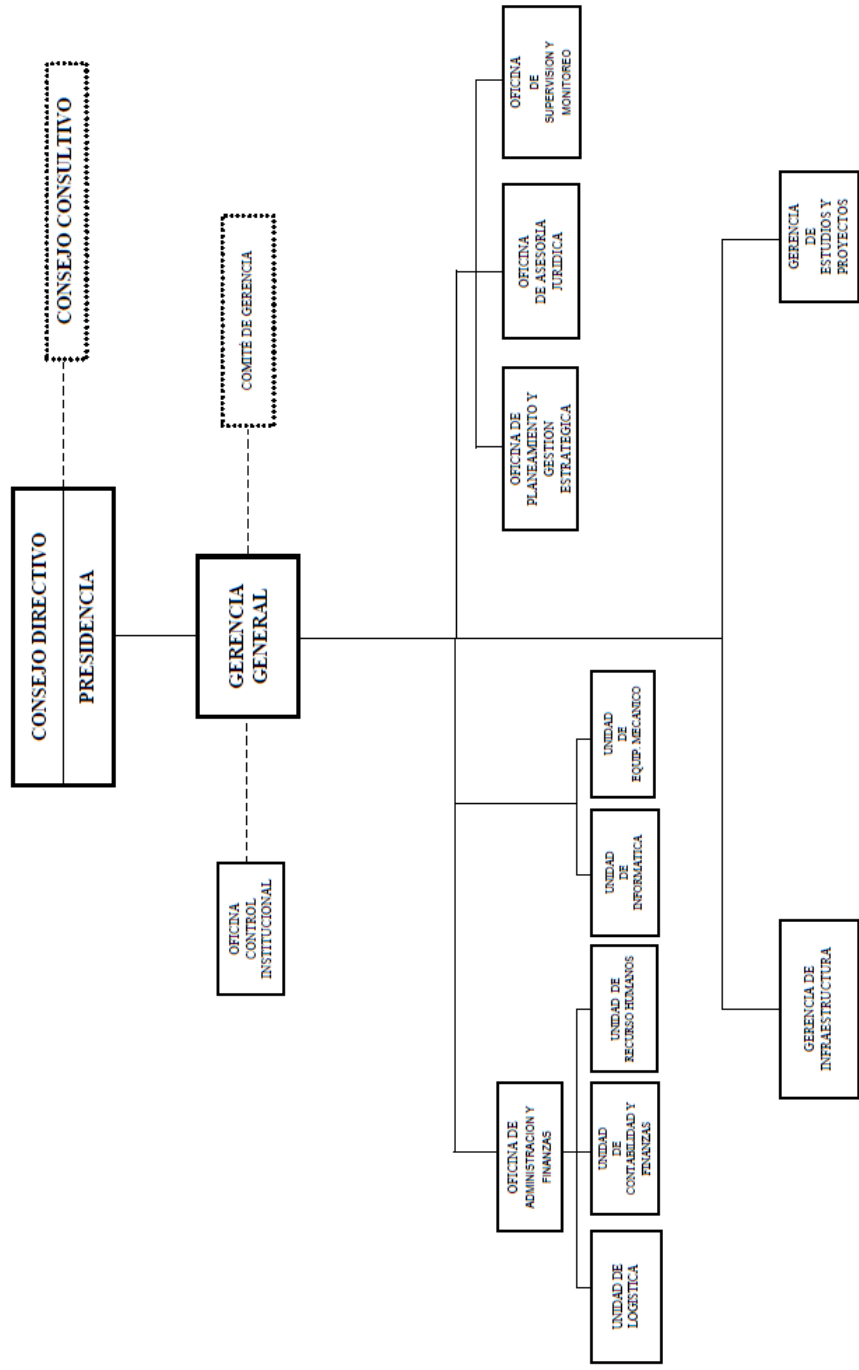 CONSEJO DIRECTIVO
PRESIDENCIA
CONSEJO CONSULTIVO
GERENCIA
GENERAL
COMITÉ DE GERENCIA
OFICINA
CONTROL
INSTITUCIONAL
OFICINA DE
ADMINISTRACION Y
FINANZAS
OFICINA DE
PLANEAMIENTO Y
GESTION
ESTRATEGICA
OFICINA
DE ASESORIA
JURIDICA
OFICINA
DE
SUPERVISION Y
MONITOREO
UNIDAD DE
LOGISTICA
UNIDAD
DE
CONTABILIDAD Y
FINANZAS
UNIDAD DE
RECURSO HUMANOS
UNIDAD
DE
INFORMATICA
UNIDAD
DE
EQUIP. MECANICO
GERENCIA DE
INFRAESTRUCTURA
GERENCIA
DE
ESTUDIOS Y
PROYECTOS